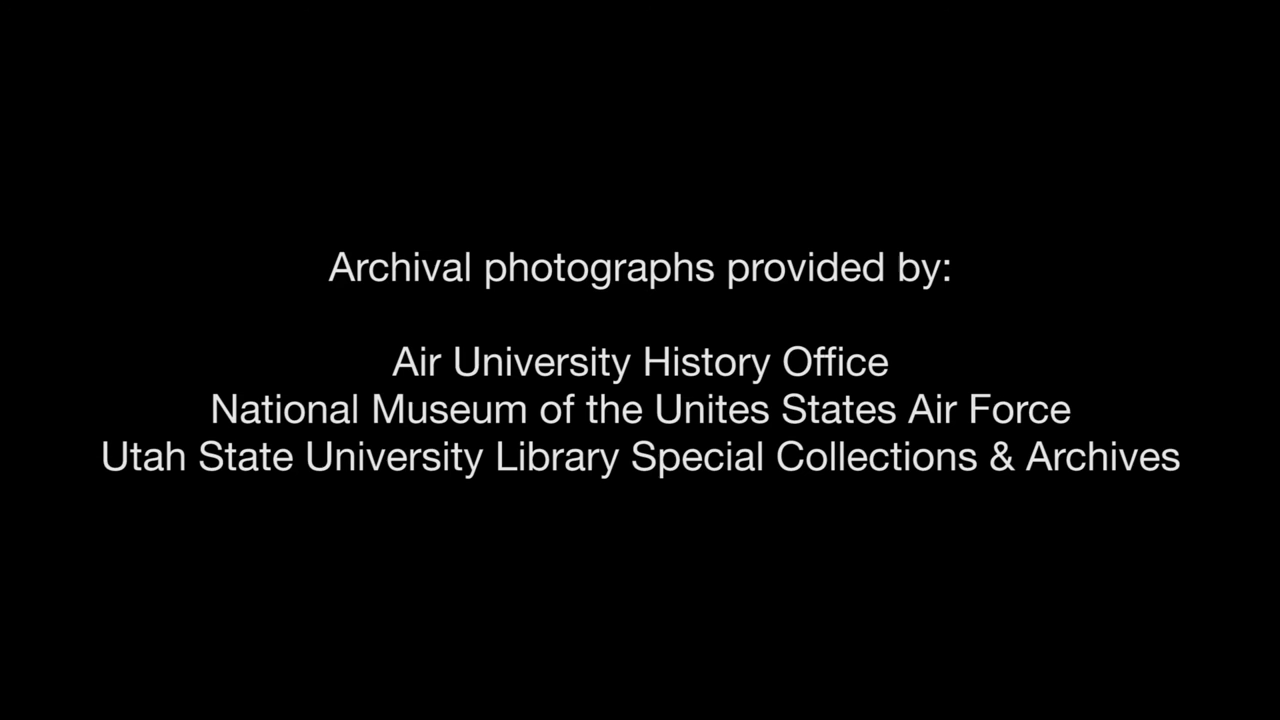 Archival photographs provided by:
Air University History Office
National Museum of the Unites States Air Force
Utah State University Library Special Collections & Archives